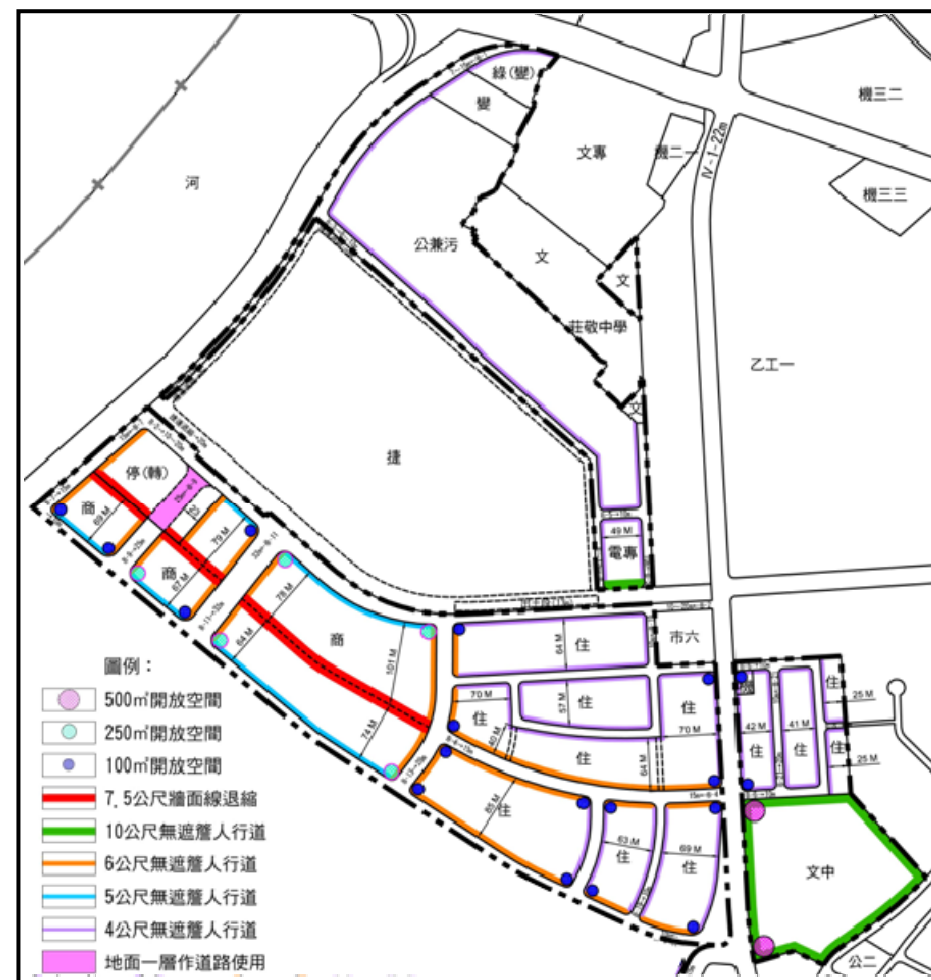 綠(變)
變
機三二
文專
機二一
IV-1-22m
機三三
河
公兼污
文
文
莊敬中學
乙工一
文
捷
停(轉)
商
69 M
79 M
商
67 M
49 M
電專
78 M
64 M
商
101 M
74 M
市六
住
64 M
住
57 M
70 M
住
40 M
住
70 M
住
64 M
42 M
住
41 M
住
住
25 M
住
25 M
85 M
住
63 M
住
69 M
住
文中
公二
圖例：
500㎡開放空間
250㎡開放空間
100㎡開放空間
7.5公尺牆面線退縮
10公尺無遮簷人行道
6公尺無遮簷人行道
5公尺無遮簷人行道
4公尺無遮簷人行道
地面一層作道路使用